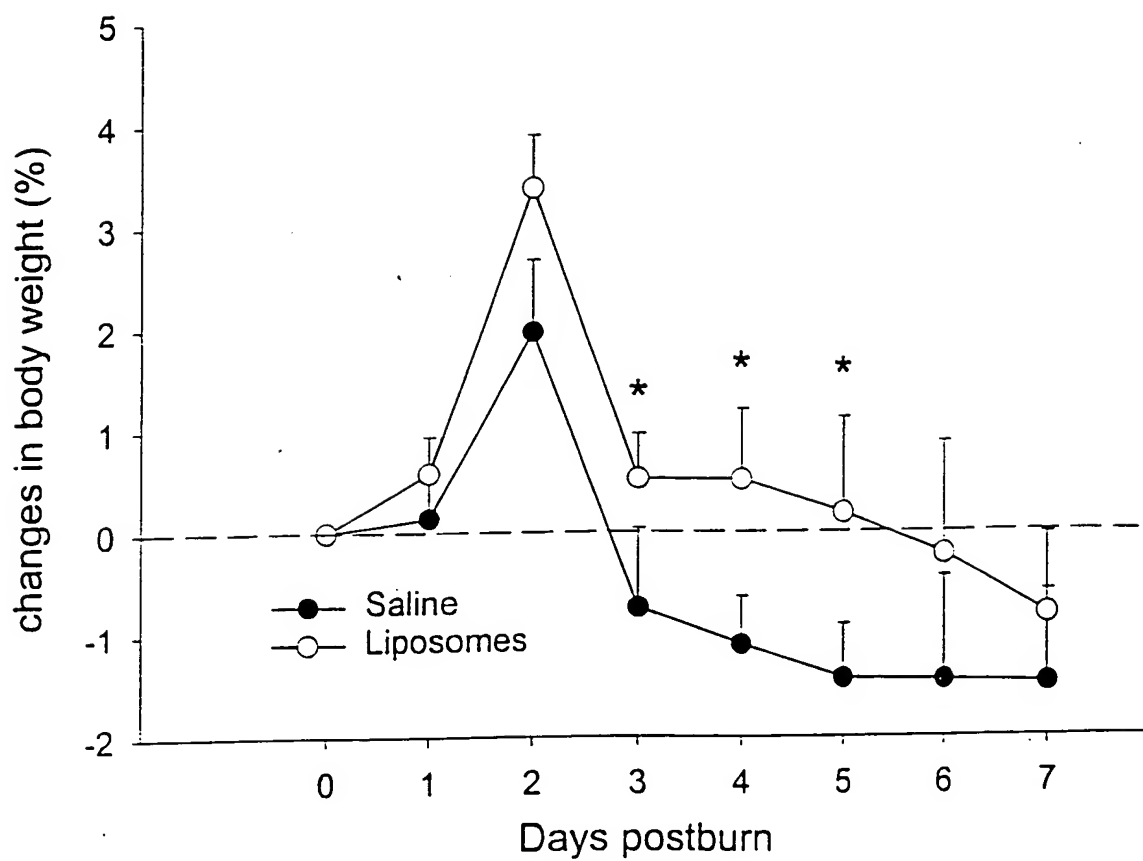 changes in body weight (%)
5
4
3
2
1
0
-1
-2
* * *
Saline
Liposomes
0 1 2 3 4 5 6 7
Days postburn